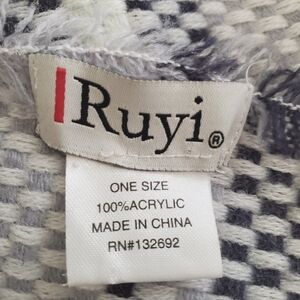 Ruyi®
ONE SIZE
100%ACRYLIC
MADE IN CHINA
RN#132692